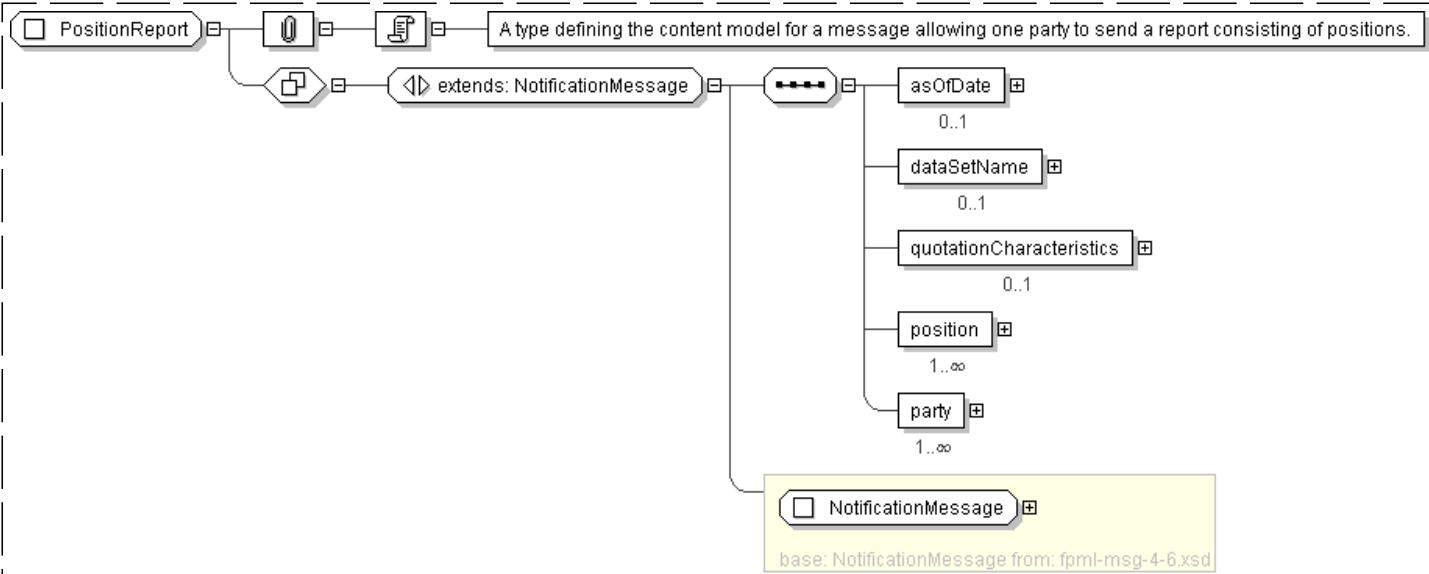 PositionReport
A type defining the content model for a message allowing one party to send a report consisting of positions.
extends: NotificationMessage
asOfDate
0..1
dataSetName
0..1
quotationCharacteristics
0..1
position
1..∞
party
1..∞
NotificationMessage
base: NotificationMessage from: fpml-msg-4-6.xsd